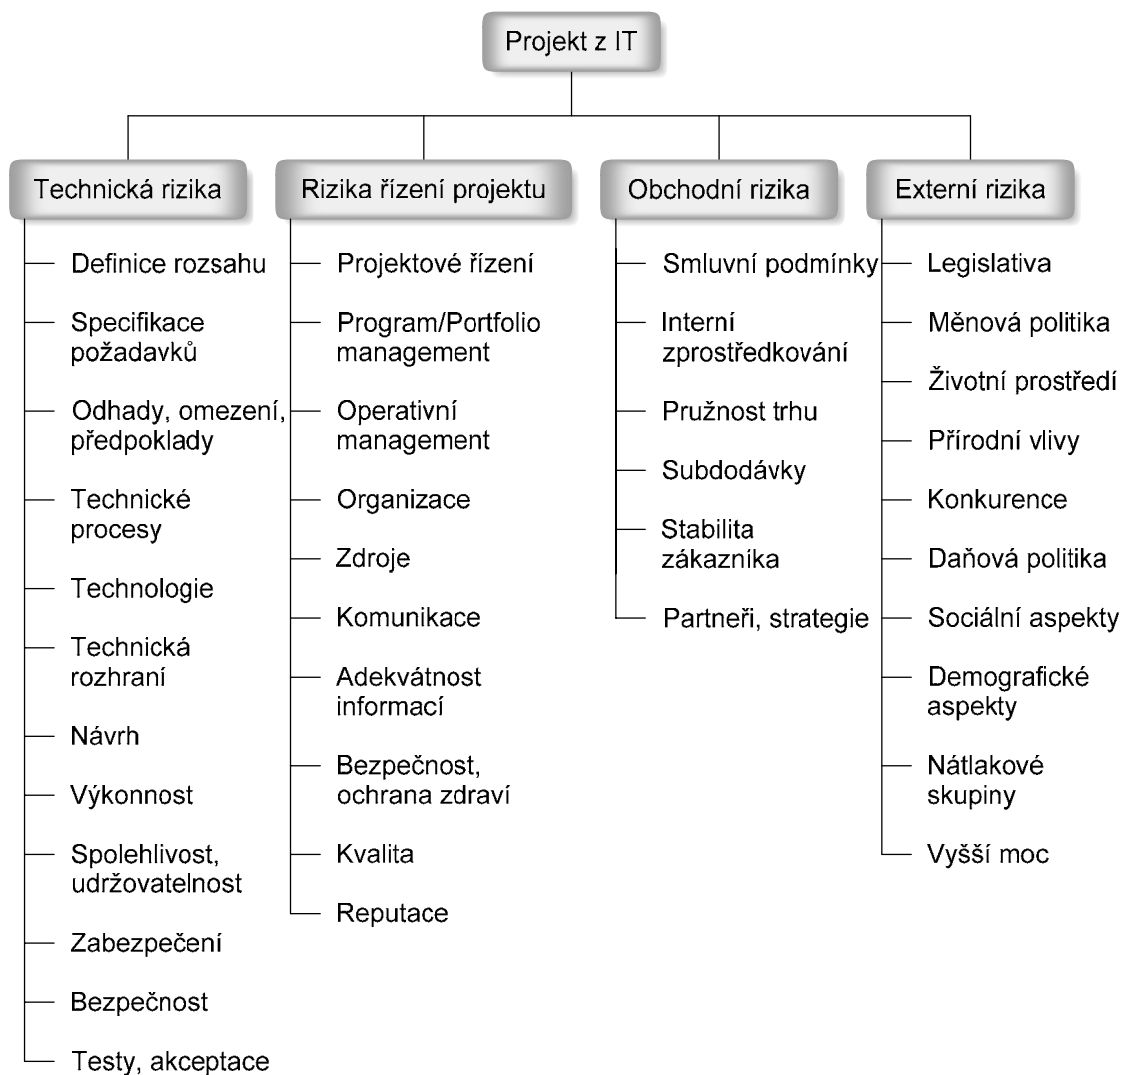 Projekt z IT
Technická rizika
Definice rozsahu
Specifikace
požadavků
Odhady, omezení,
předpoklady
Technické
procesy
Technologie
Technická
rozhraní
Návrh
Výkonnost
Spolehlivost,
udržovatelnost
Zabezpečení
Bezpečnost
Testy, akceptace
Rizika řízení projektu
Projektové řízení
Program/Portfolio
management
Operativní
management
Organizace
Zdroje
Komunikace
Adekvátnost
informací
Bezpečnost,
ochrana zdraví
Kvalita
Reputace
Obchodní rizika
Smluvní podmínky
Interní
zprostředkování
Pružnost trhu
Subdodávky
Stabilita
zákazníka
Partneři, strategie
Externí rizika
Legislativa
Měnová politika
Životní prostředí
Přírodní vlivy
Konkurence
Daňová politika
Sociální aspekty
Demografické
aspekty
Nátlakové
skupiny
Vyšší moc